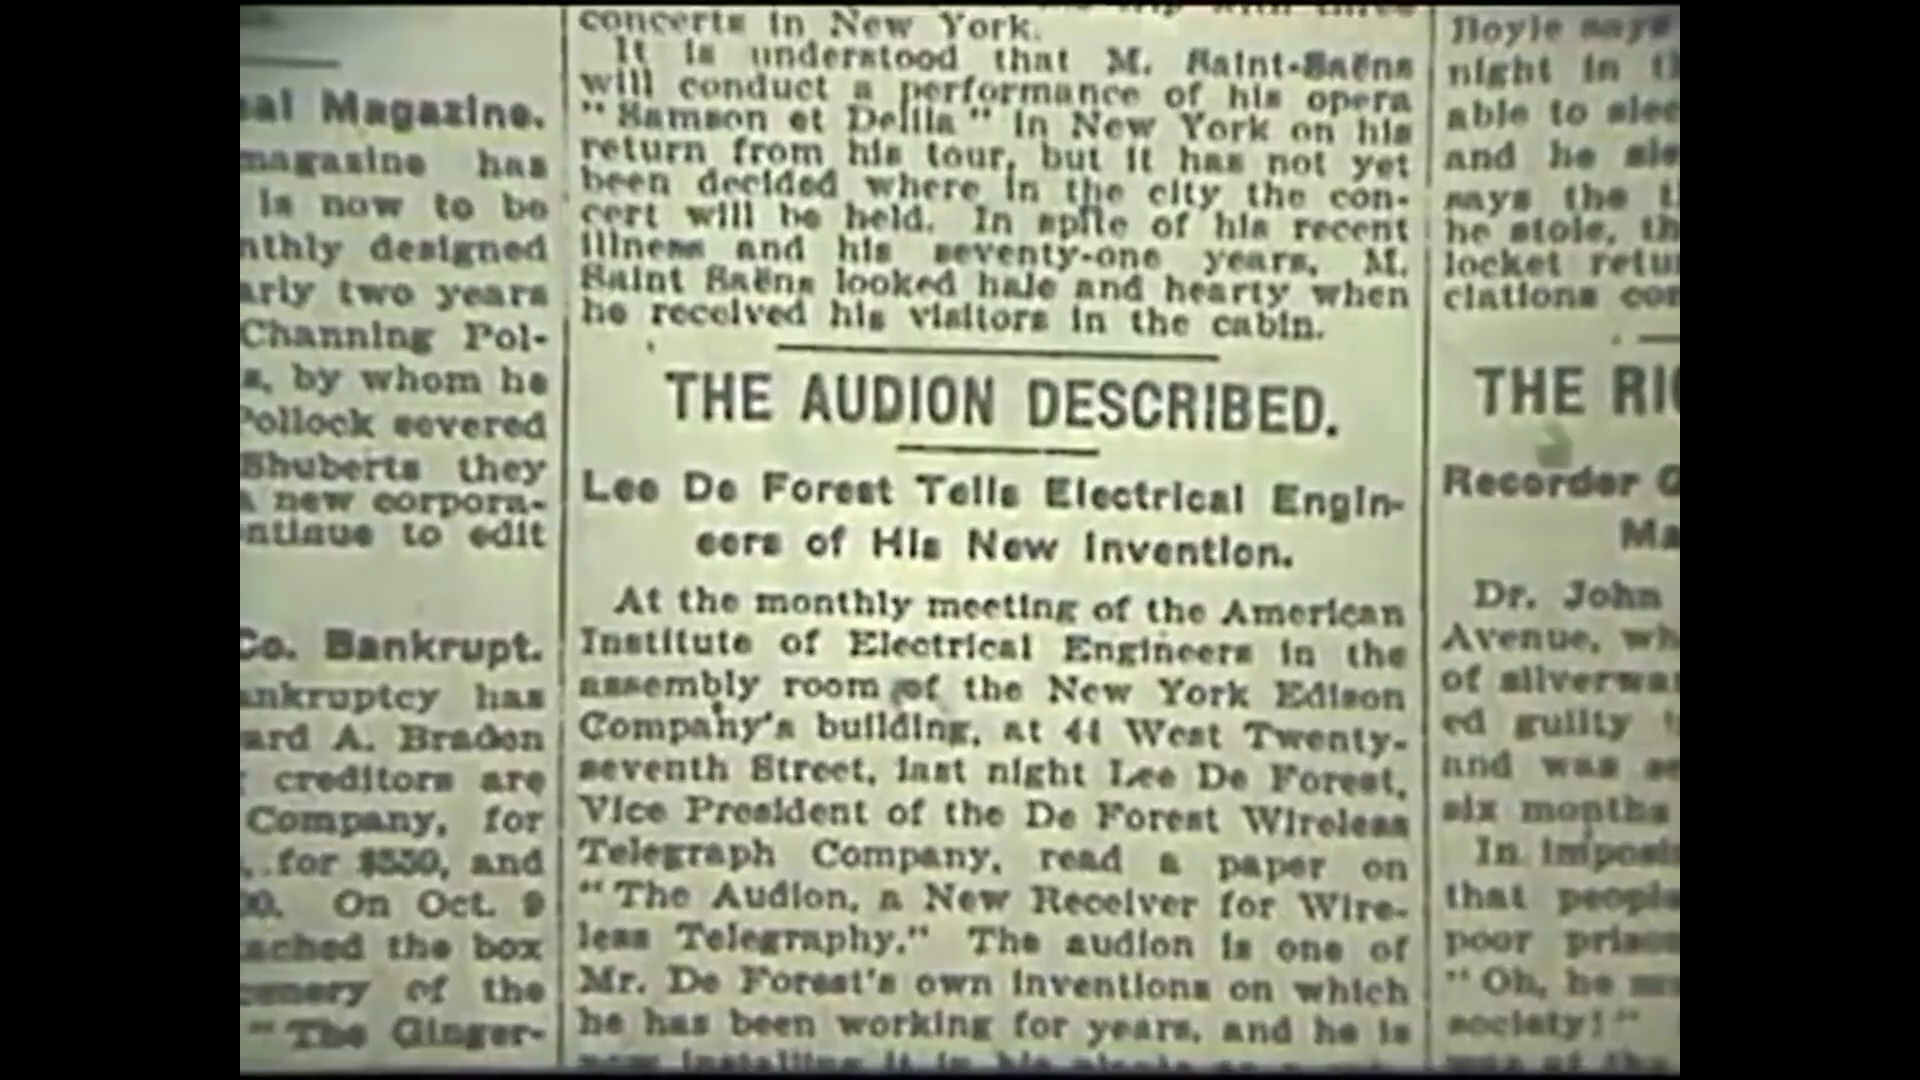 al Magazine.
magazine has
is now to be
nthly designed
arly two years
Channing Pol-
s, by whom he
Pollock severed
Shuberts they
a new corpora-
ntinue to edit
Co. Bankrupt.
ankruptcy has
ard A. Braden
creditors are
Company, for
for $550, and
00. On Oct. 9
ached the box
cenery of the
"The Ginger-
concerts in New York.
It is understood that M. Saint-Saëns
will conduct a performance of his opera
"Samson et Delila" in New York on his
return from his tour, but it has not yet
been decided where in the city the con-
cert will be held. In spite of his recent
illness and his seventy-one years, M.
Saint Saëns looked hale and hearty when
he received his visitors in the cabin.
THE AUDION DESCRIBED.
Lee De Forest Tells Electrical Engin-
eers of His New Invention.
At the monthly meeting of the American
Institute of Electrical Engineers in the
assembly room of the New York Edison
Company's building, at 44 West Twenty-
seventh Street, last night Lee De Forest,
Vice President of the De Forest Wireless
Telegraph Company, read a paper on
"The Audion, a New Receiver for Wire-
less Telegraphy." The audion is one of
Mr. De Forest's own inventions on which
he has been working for years, and he is
now installing it in his
Boyle says
night in t
able to slee
and he sle
says the t
he stole, th
locket retu
ciations con
THE RI
Recorder G
Ma
Dr. John
Avenue, wh
of silverwa
ed guilty t
and was se
six months
In imposi
that people
poor priso
"Oh, he
society!"
was of the